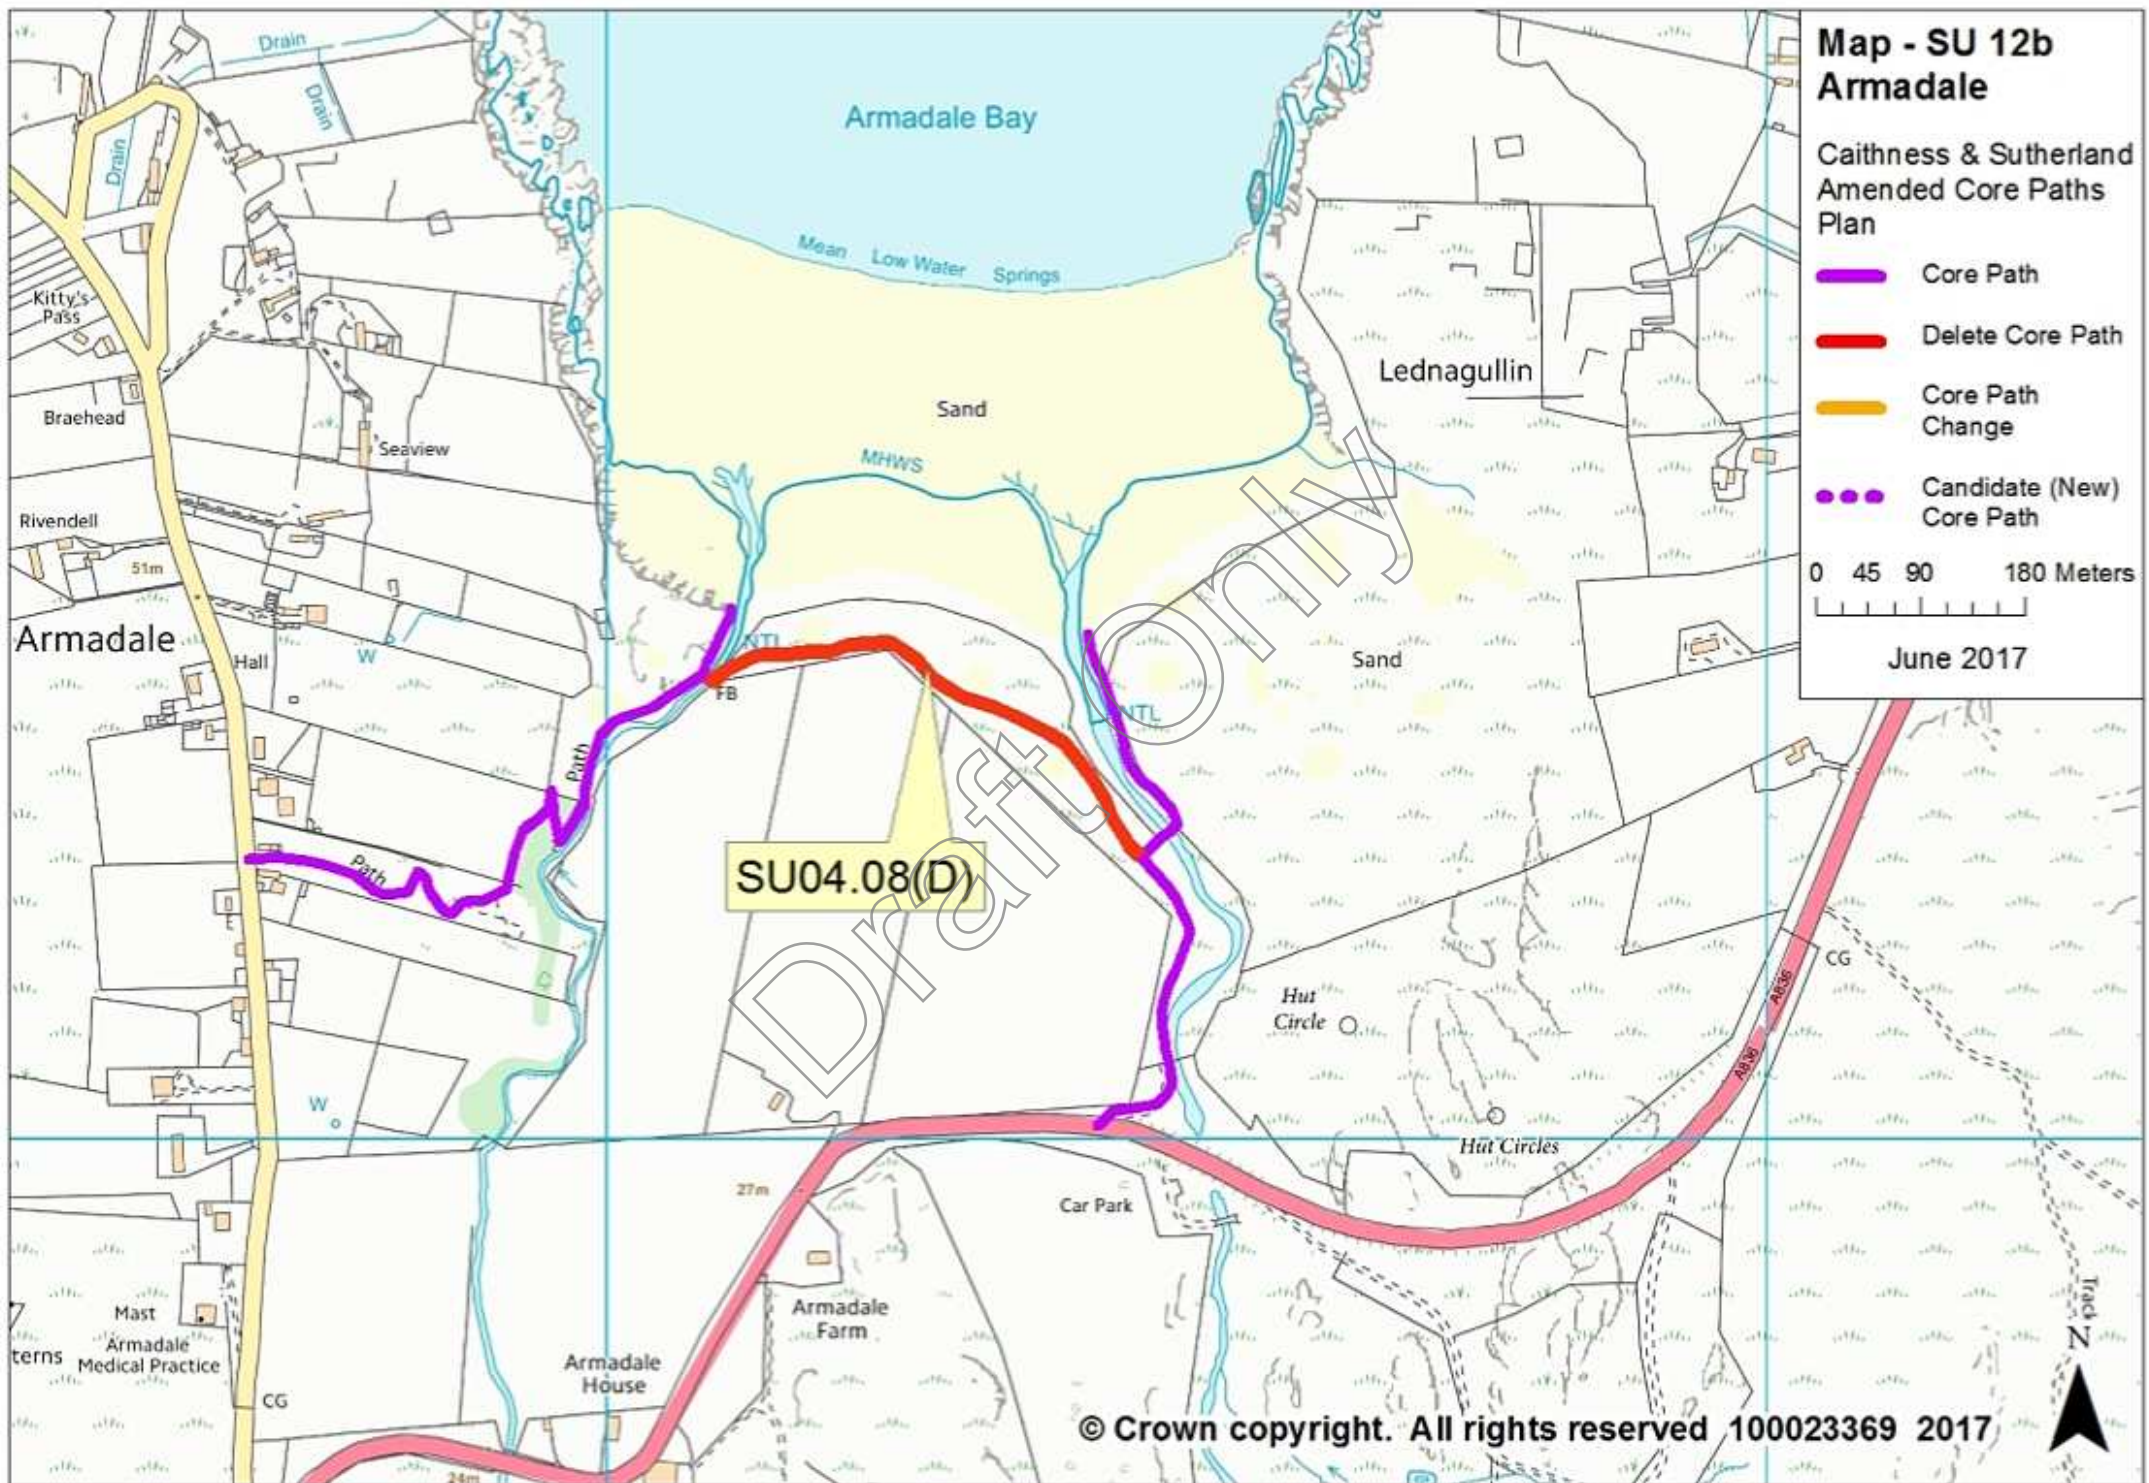 Map - SU 12b
Armadale
Caithness & Sutherland
Amended Core Paths
Plan
Core Path
Delete Core Path
Core Path
Change
Candidate (New)
Core Path
0 45 90 180 Meters
June 2017
Drain
Drain
Drain
Armadale Bay
Mean Low Water Springs
Kitty's
Pass
Lednagullin
Braehead
Sand
Seaview
MHWS
Rivendell
51m
Armadale
Hall
W
NTL
FB
Sand
NTL
Path
Path
SU04.08(D)
Draft Only
CG
A836
Hut
Circle
A836
W
Hut Circles
27m
Car Park
Mast
Armadale
Medical Practice
terns
Armadale
Farm
Armadale
House
Track
N
CG
© Crown copyright. All rights reserved 100023369 2017
24m